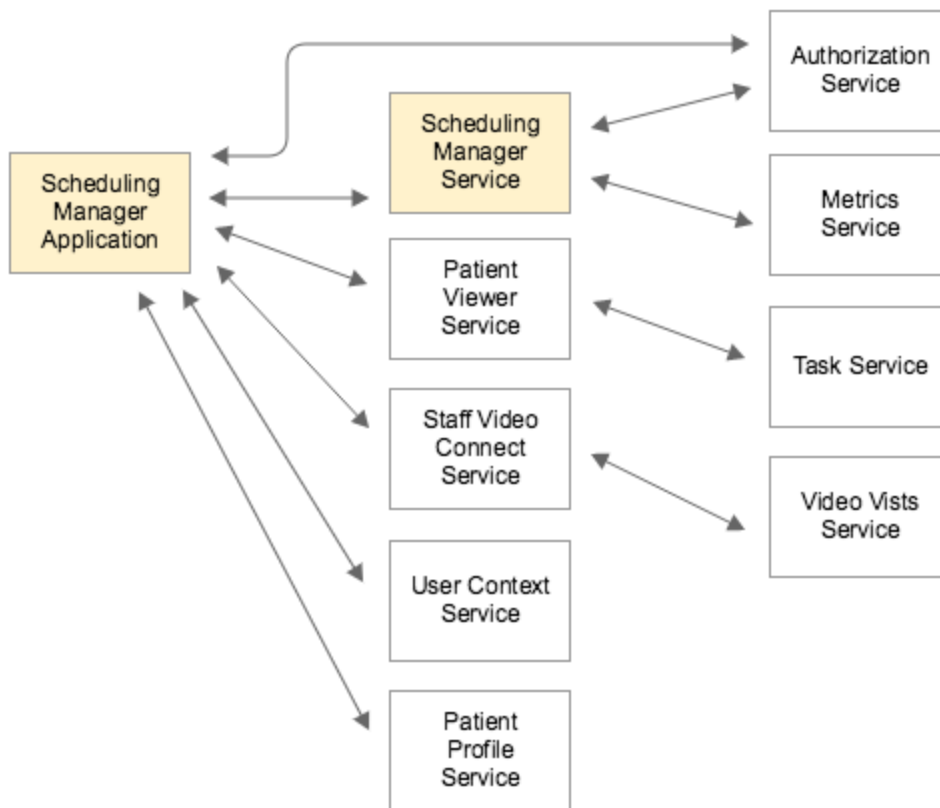 Scheduling
Manager
Application
Scheduling
Manager
Service
Patient
Viewer
Service
Staff Video
Connect
Service
User Context
Service
Patient
Profile
Service
Authorization
Service
Metrics
Service
Task Service
Video Vists
Service